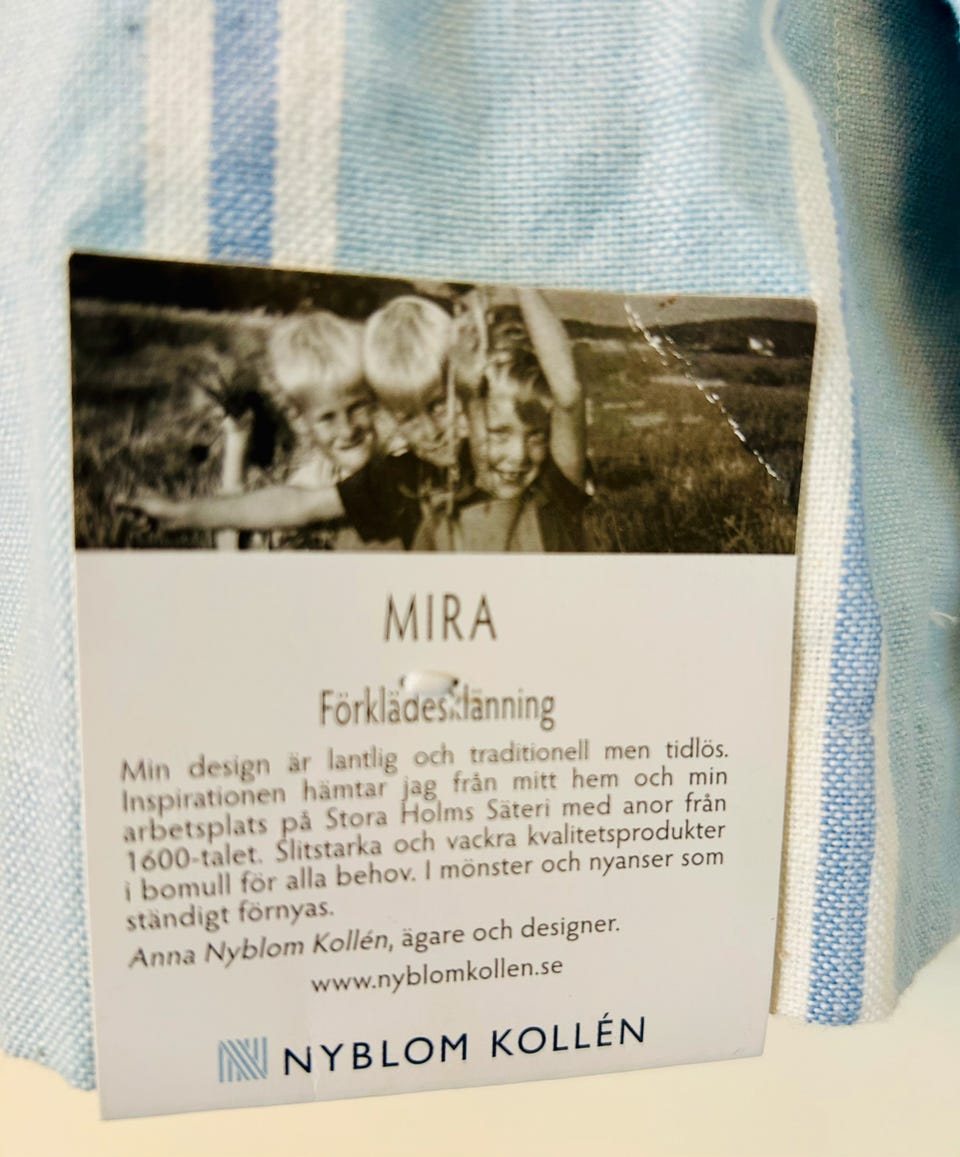 MIRA
Förklädesklänning
Min design är lantlig och traditionell men tidlös.
Inspirationen hämtar jag från mitt hem och min
arbetsplats på Stora Holms Säteri med anor från
1600-talet. Slitstarka och vackra kvalitetsprodukter
i bomull för alla behov. I mönster och nyanser som
ständigt förnyas.
Anna Nyblom Kollén, ägare och designer.
www.nyblomkollen.se
NYBLOM KOLLÉN